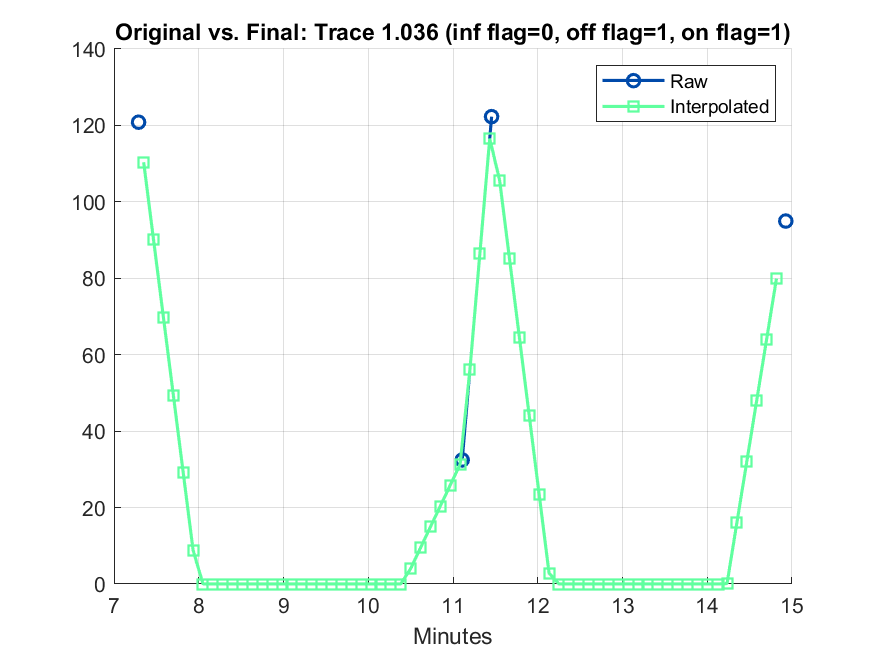 Original vs. Final: Trace 1.036 (inf flag=0, off flag=1, on flag=1)
140
120
100
80
60
40
20
0
Raw
Interpolated
7 8 9 10 11 12 13 14 15
Minutes